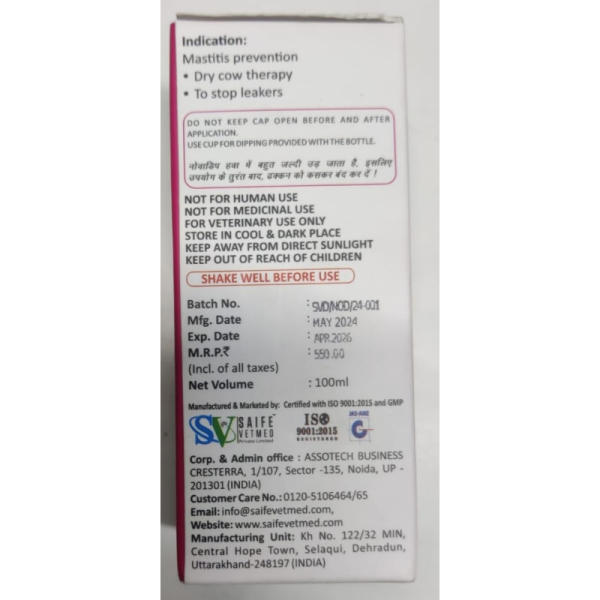 Indication:
Mastitis prevention
• Dry cow therapy
• To stop leakers
DO NOT KEEP CAP OPEN BEFORE AND AFTER
APPLICATION.
USE CUP FOR DIPPING PROVIDED WITH THE BOTTLE.
नोवाडिप हवा में बहुत जल्दी उड़ जाता है, इसलिए
उपयोग के तुरंत बाद, ढक्कन को कसकर बंद कर दें !
NOT FOR HUMAN USE
NOT FOR MEDICINAL USE
FOR VETERINARY USE ONLY
STORE IN COOL & DARK PLACE
KEEP AWAY FROM DIRECT SUNLIGHT
KEEP OUT OF REACH OF CHILDREN
SHAKE WELL BEFORE USE
Batch No. : SVD/NOD/24-001
Mfg. Date : MAY 2024
Exp. Date : APR.2026
M.R.P.₹ : 550.00
(Incl. of all taxes)
Net Volume : 100ml
Manufactured & Marketed by: Certified with ISO 9001:2015 and GMP
SV SAIFE VETMED Private Limited
ISO 9001:2015 REGISTERED
JAS-ANZ
Corp. & Admin office : ASSOTECH BUSINESS
CRESTERRA, 1/107, Sector -135, Noida, UP -
201301 (INDIA)
Customer Care No.: 0120-5106464/65
Email: info@saifevetmed.com,
Website: www.saifevetmed.com
Manufacturing Unit: Kh No. 122/32 MIN,
Central Hope Town, Selaqui, Dehradun,
Uttarakhand-248197 (INDIA)